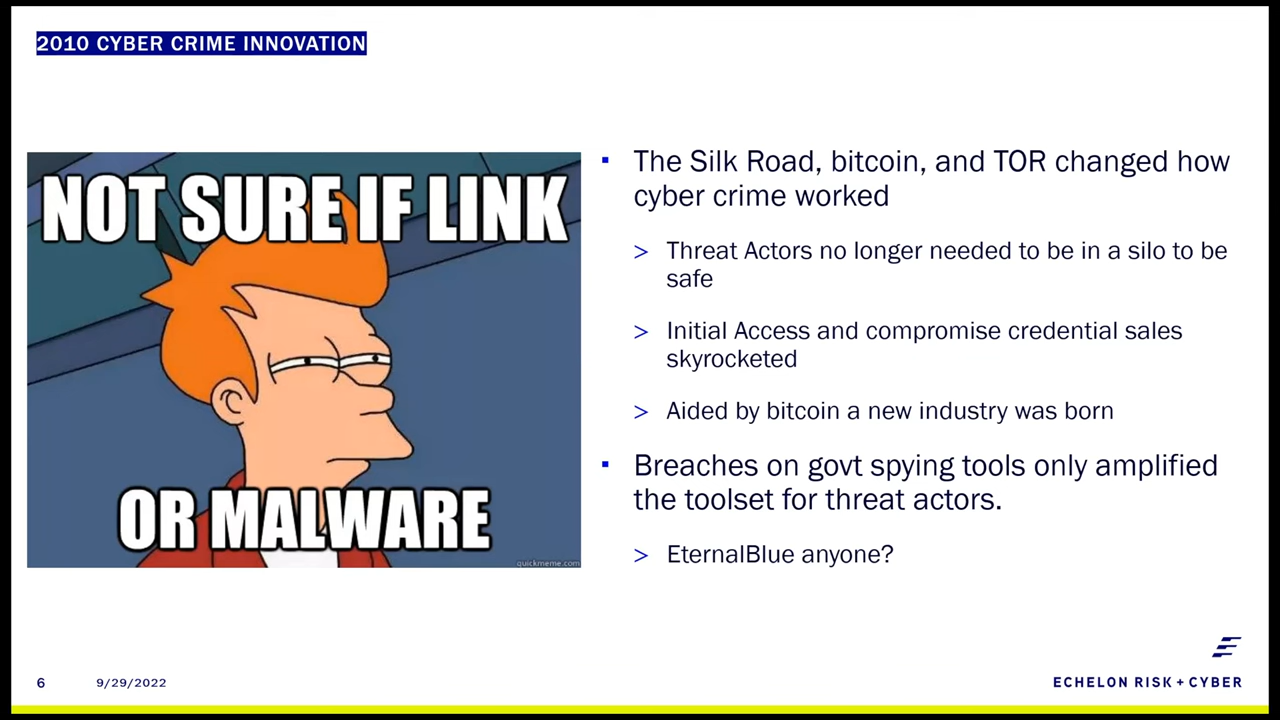 2010 CYBER CRIME INNOVATION
NOT SURE IF LINK
OR MALWARE
quickmeme.com
▪ The Silk Road, bitcoin, and TOR changed how
cyber crime worked
> Threat Actors no longer needed to be in a silo to be
safe
> Initial Access and compromise credential sales
skyrocketed
> Aided by bitcoin a new industry was born
▪ Breaches on govt spying tools only amplified
the toolset for threat actors.
> EternalBlue anyone?
6 9/29/2022
ECHELON RISK + CYBER